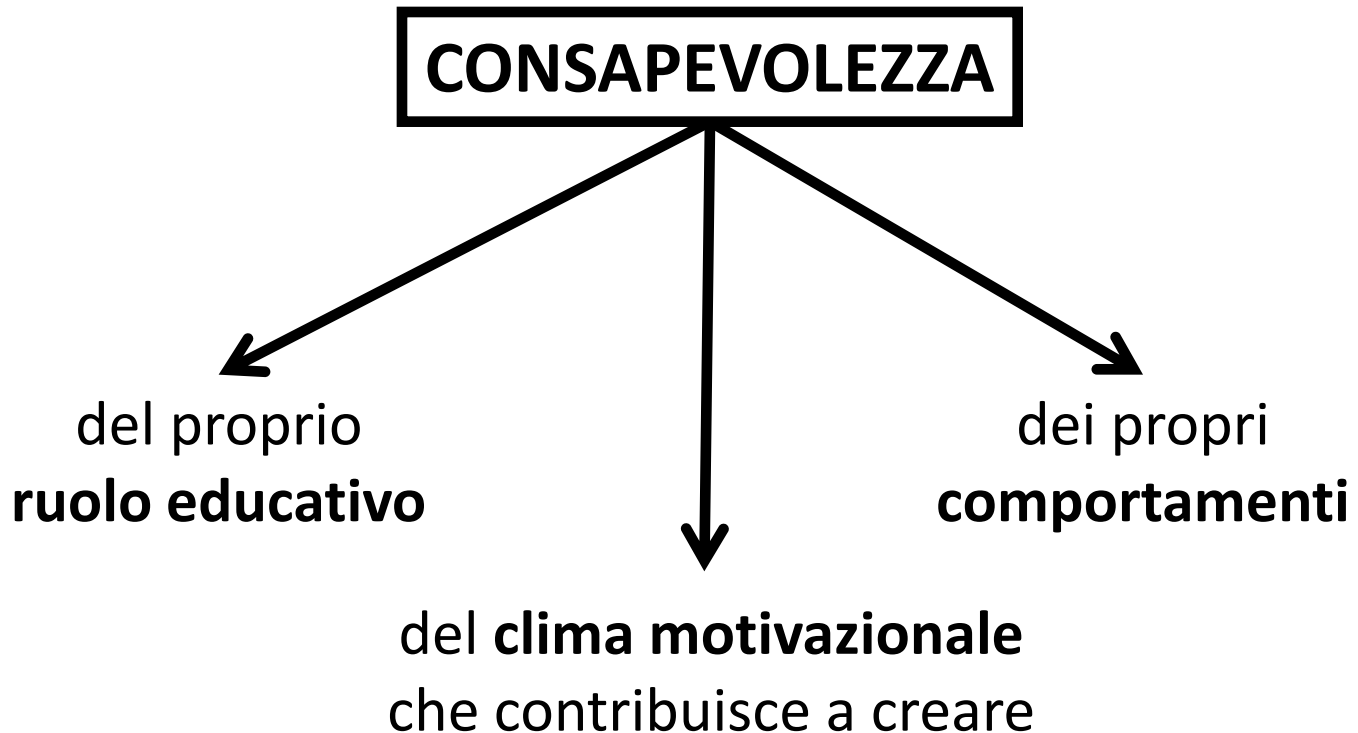 CONSAPEVOLEZZA
del proprio
ruolo educativo
dei propri
comportamenti
del clima motivazionale
che contribuisce a creare